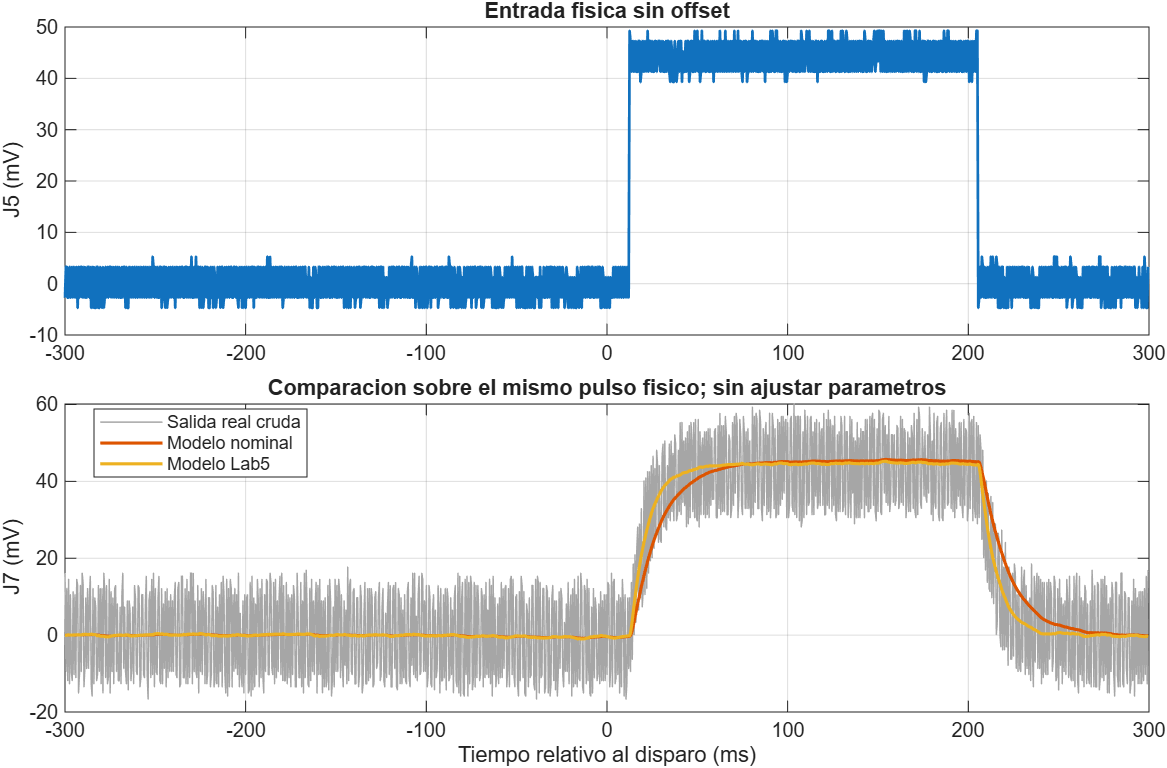 Entrada fisica sin offset
50
40
30
20
10
0
-10
J5 (mV)
-300 -200 -100 0 100 200 300
Comparacion sobre el mismo pulso fisico; sin ajustar parametros
60
40
20
0
-20
J7 (mV)
Salida real cruda
Modelo nominal
Modelo Lab5
-300 -200 -100 0 100 200 300
Tiempo relativo al disparo (ms)